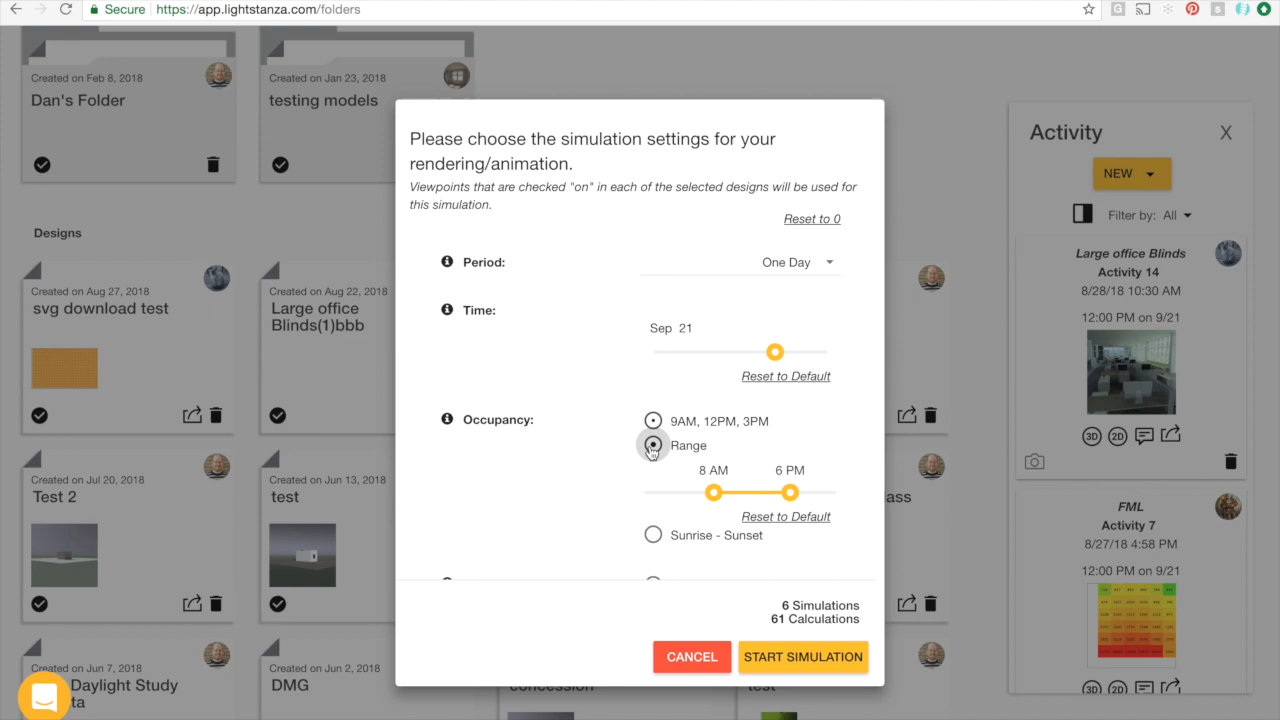 Secure https://app.lightstanza.com/folders
Created on Feb 8, 2018
Dan's Folder
Created on Jan 23, 2018
testing models
Designs
Created on Aug 27, 2018
svg download test
Created on Aug 22, 2018
Large office
Blinds(1)bbb
Created on Jul 20, 2018
Test 2
Created on Jun 13, 2018
test
ass
Created on Jun 7, 2018
Daylight Study
ta
Created on Jun 2, 2018
DMG
concession
test
Please choose the simulation settings for your
rendering/animation.
Viewpoints that are checked "on" in each of the selected designs will be used for
this simulation.
Reset to 0
Period:
One Day
Time:
Sep 21
Reset to Default
Occupancy:
9AM, 12PM, 3PM
Range
8 AM 6 PM
Reset to Default
Sunrise - Sunset
6 Simulations
61 Calculations
CANCEL START SIMULATION
Activity X
NEW
Filter by: All
Large office Blinds
Activity 14
8/28/18 10:30 AM
12:00 PM on 9/21
3D 2D
FML
Activity 7
8/27/18 4:58 PM
12:00 PM on 9/21
3D 2D